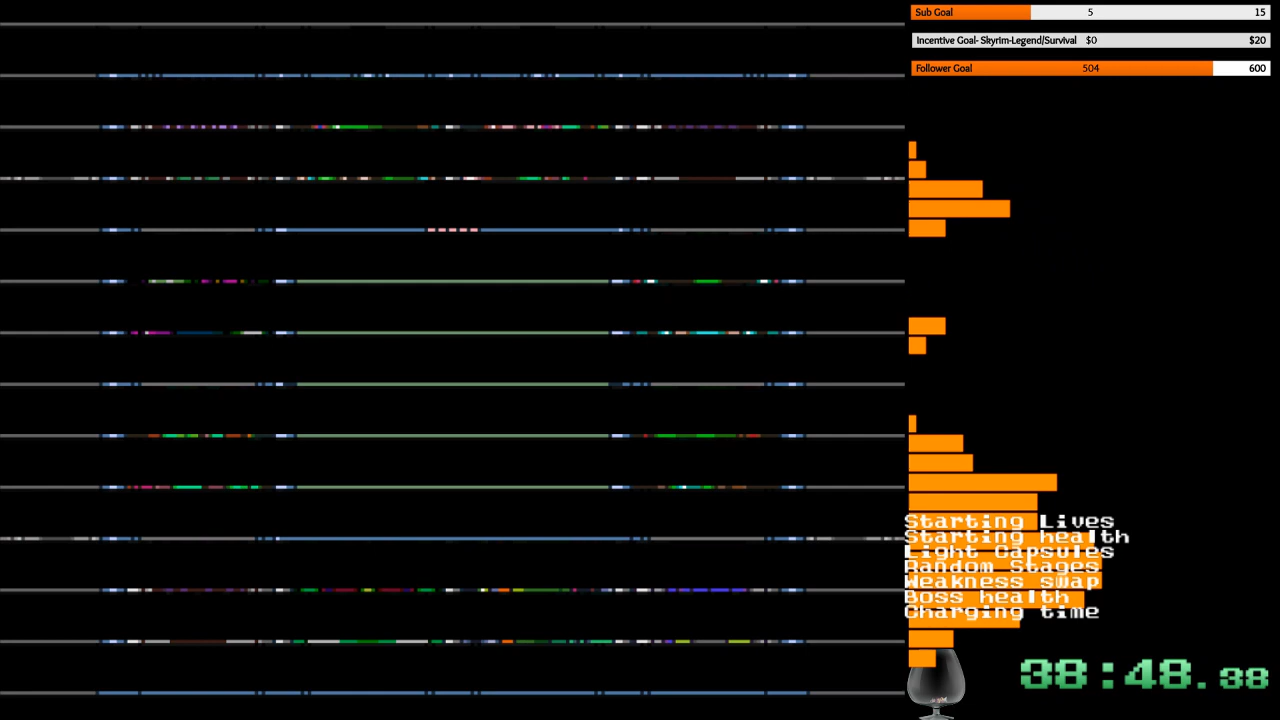 Sub Goal 5 15
Incentive Goal- Skyrim-Legend/Survival $0 $20
Follower Goal 504 600
Starting Lives
Starting health
Light Capsules
Random Stages
Weakness swap
Boss health
Charging time
38:48.38